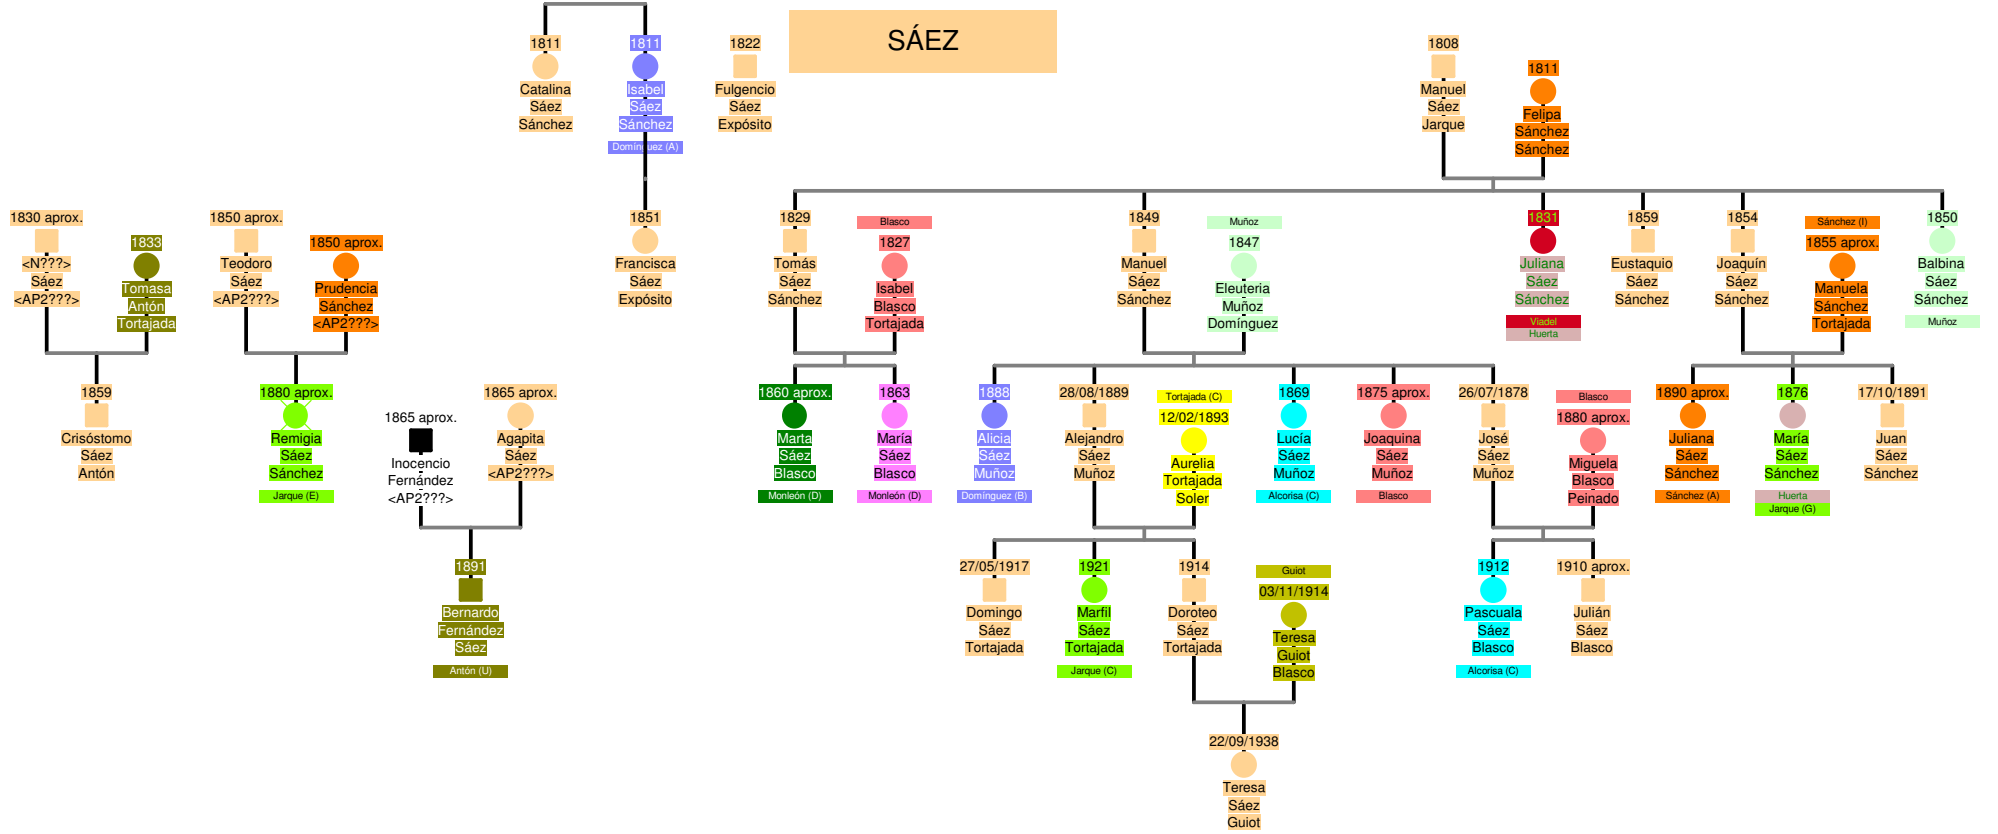 SÁEZ
1811
Catalina
Sáez
Sánchez
1811
Isabel
Sáez
Sánchez
Domínguez (A)
1822
Fulgencio
Sáez
Expósito
1808
Manuel
Sáez
Jarque
1811
Felipa
Sánchez
Sánchez
1830 aprox.
<N???>
Sáez
<AP2???>
1833
Tomasa
Antón
Tortajada
1850 aprox.
Teodoro
Sáez
<AP2???>
1850 aprox.
Prudencia
Sánchez
<AP2???>
1851
Francisca
Sáez
Expósito
1829
Tomás
Sáez
Sánchez
Blasco
1827
Isabel
Blasco
Tortajada
1849
Manuel
Sáez
Sánchez
Muñoz
1847
Eleuteria
Muñoz
Domínguez
1831
Juliana
Sáez
Sánchez
Viadel
Huerta
1859
Eustaquio
Sáez
Sánchez
1854
Joaquín
Sáez
Sánchez
Sánchez (I)
1855 aprox.
Manuela
Sánchez
Tortajada
1850
Balbina
Sáez
Sánchez
Muñoz
1859
Crisóstomo
Sáez
Antón
1880 aprox.
Remigia
Sáez
Sánchez
Jarque (E)
1865 aprox.
Inocencio
Fernández
<AP2???>
1865 aprox.
Agapita
Sáez
<AP2???>
1860 aprox.
Marta
Sáez
Blasco
Monleón (D)
1863
María
Sáez
Blasco
Monleón (D)
1888
Alicia
Sáez
Muñoz
Domínguez (B)
28/08/1889
Alejandro
Sáez
Muñoz
Tortajada (C)
12/02/1893
Aurelia
Tortajada
Soler
1869
Lucía
Sáez
Muñoz
Alcorisa (C)
1875 aprox.
Joaquina
Sáez
Muñoz
Blasco
26/07/1878
José
Sáez
Muñoz
Blasco
1880 aprox.
Miguela
Blasco
Peinado
1890 aprox.
Juliana
Sáez
Sánchez
Sánchez (A)
1876
María
Sáez
Sánchez
Huerta
Jarque (G)
17/10/1891
Juan
Sáez
Sánchez
1891
Bernardo
Fernández
Sáez
Antón (U)
27/05/1917
Domingo
Sáez
Tortajada
1921
Marfil
Sáez
Tortajada
Jarque (C)
1914
Doroteo
Sáez
Tortajada
Guiot
03/11/1914
Teresa
Guiot
Blasco
1912
Pascuala
Sáez
Blasco
Alcorisa (C)
1910 aprox.
Julián
Sáez
Blasco
22/09/1938
Teresa
Sáez
Guiot